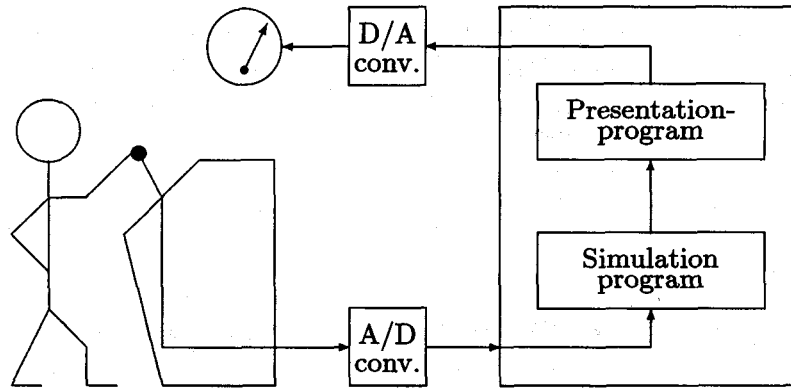 D/A
conv.
Presentation-
program
Simulation
program
A/D
conv.